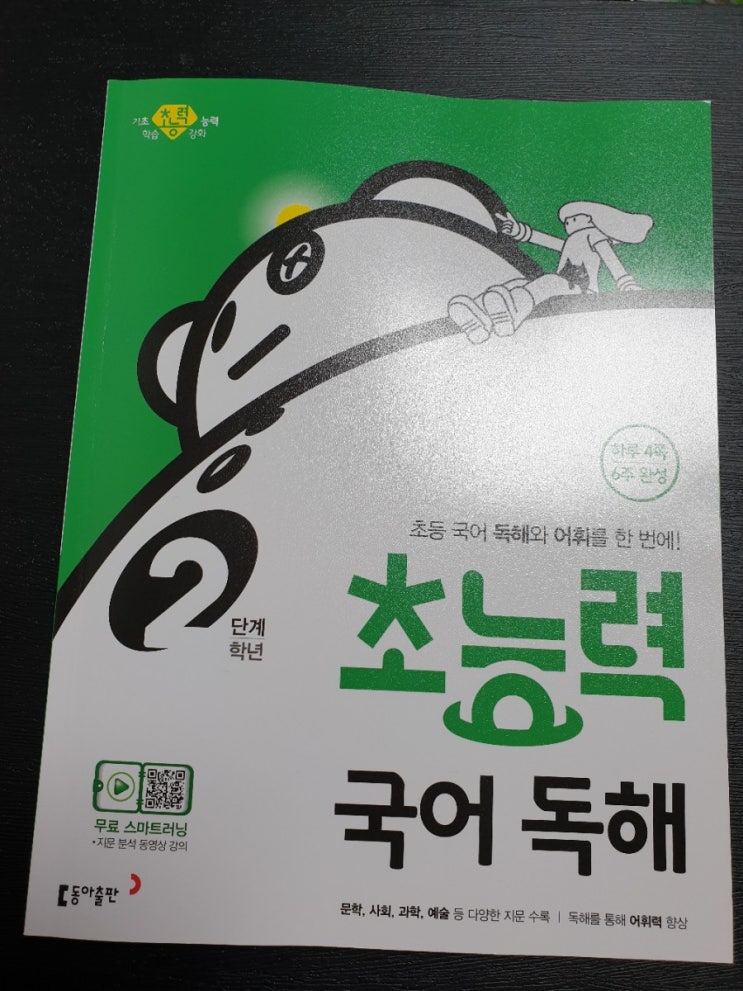 기초 초능력 능력
학습 강화
하루 4쪽
6주 완성
초등 국어 독해와 어휘를 한 번에!
초능력
2
단계
학년
국어 독해
무료 스마트러닝
• 지문 분석 동영상 강의
동아출판
문학, 사회, 과학, 예술 등 다양한 지문 수록 | 독해를 통해 어휘력 향상